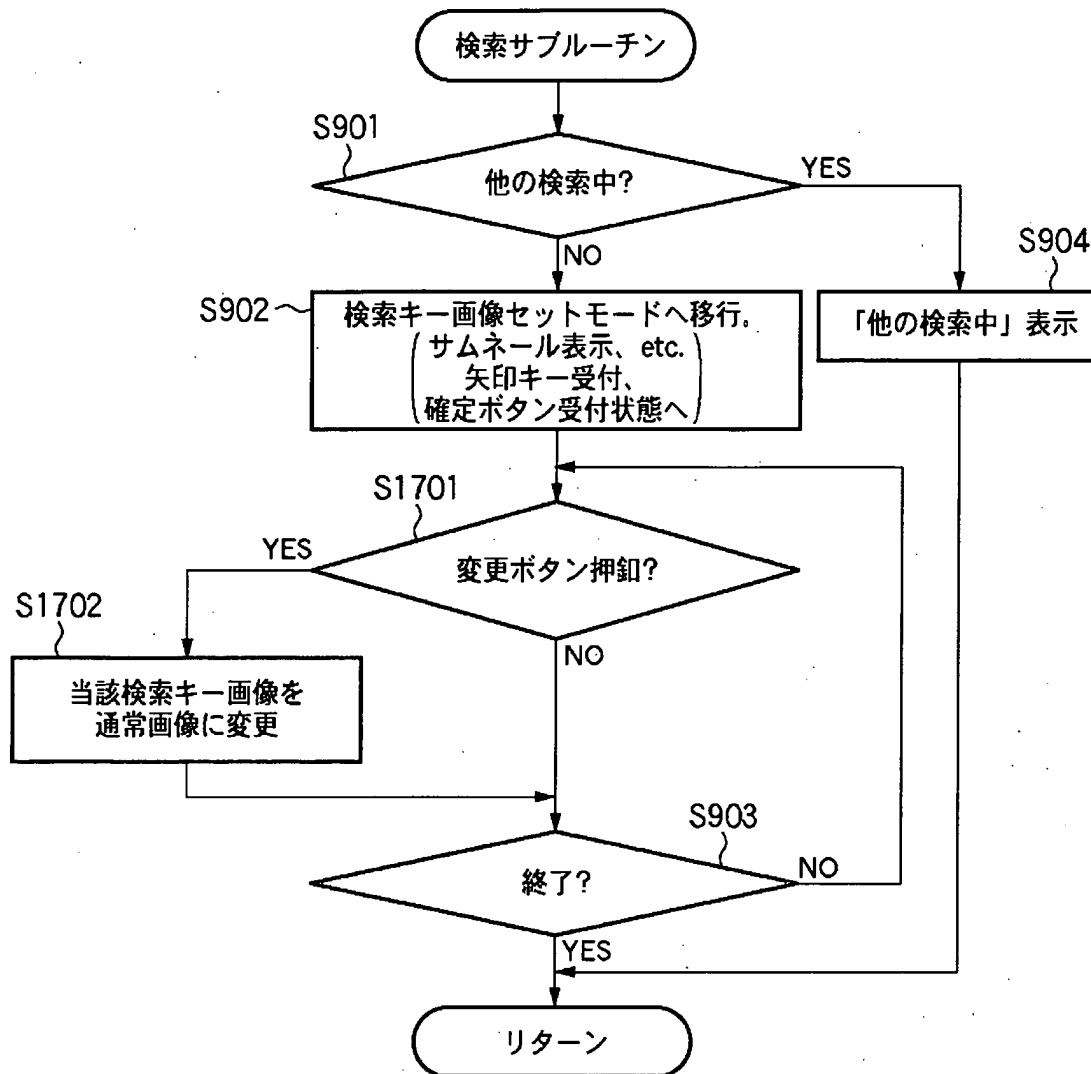 検索サブルーチン
S901
他の検索中?
YES
NO
S904
「他の検索中」表示
S902
検索キー画像セットモードへ移行。
サムネール表示、etc.
矢印キー受付、
確定ボタン受付状態へ
S1701
変更ボタン押釦?
YES
NO
S1702
当該検索キー画像を
通常画像に変更
S903
終了?
NO
YES
リターン